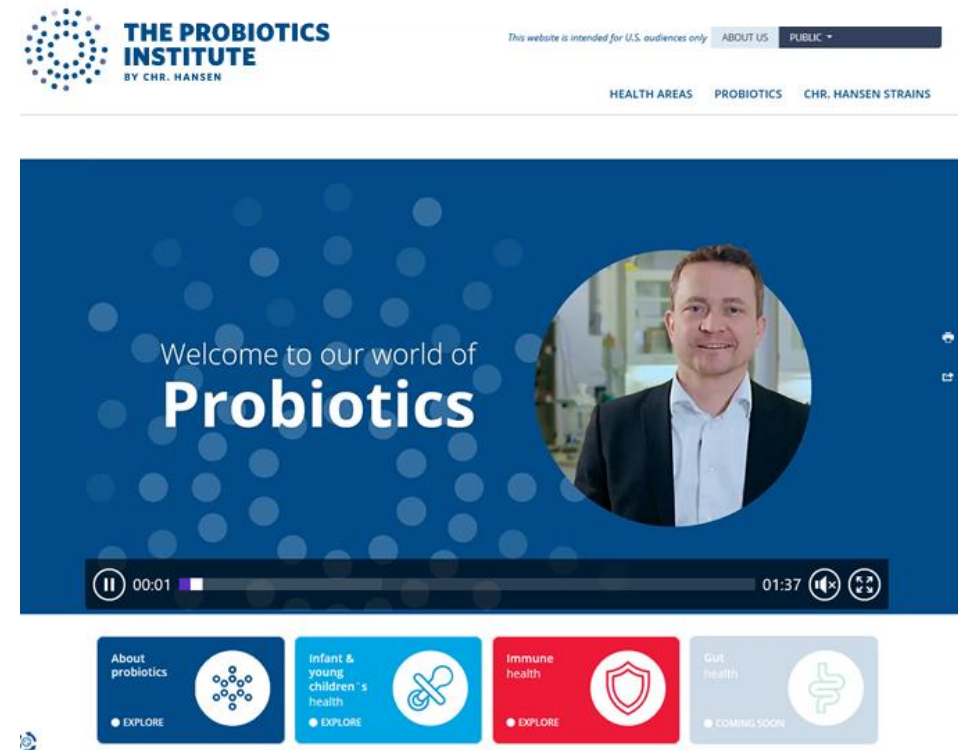 THE PROBIOTICS
INSTITUTE
BY CHR. HANSEN
This website is intended for U.S. audiences only
ABOUT US
PUBLIC
HEALTH AREAS
PROBIOTICS
CHR. HANSEN STRAINS
Welcome to our world of
Probiotics
00:01
01:37
About
probiotics
EXPLORE
Infant &
young
children´s
health
EXPLORE
Immune
health
EXPLORE
Gut
health
COMING SOON